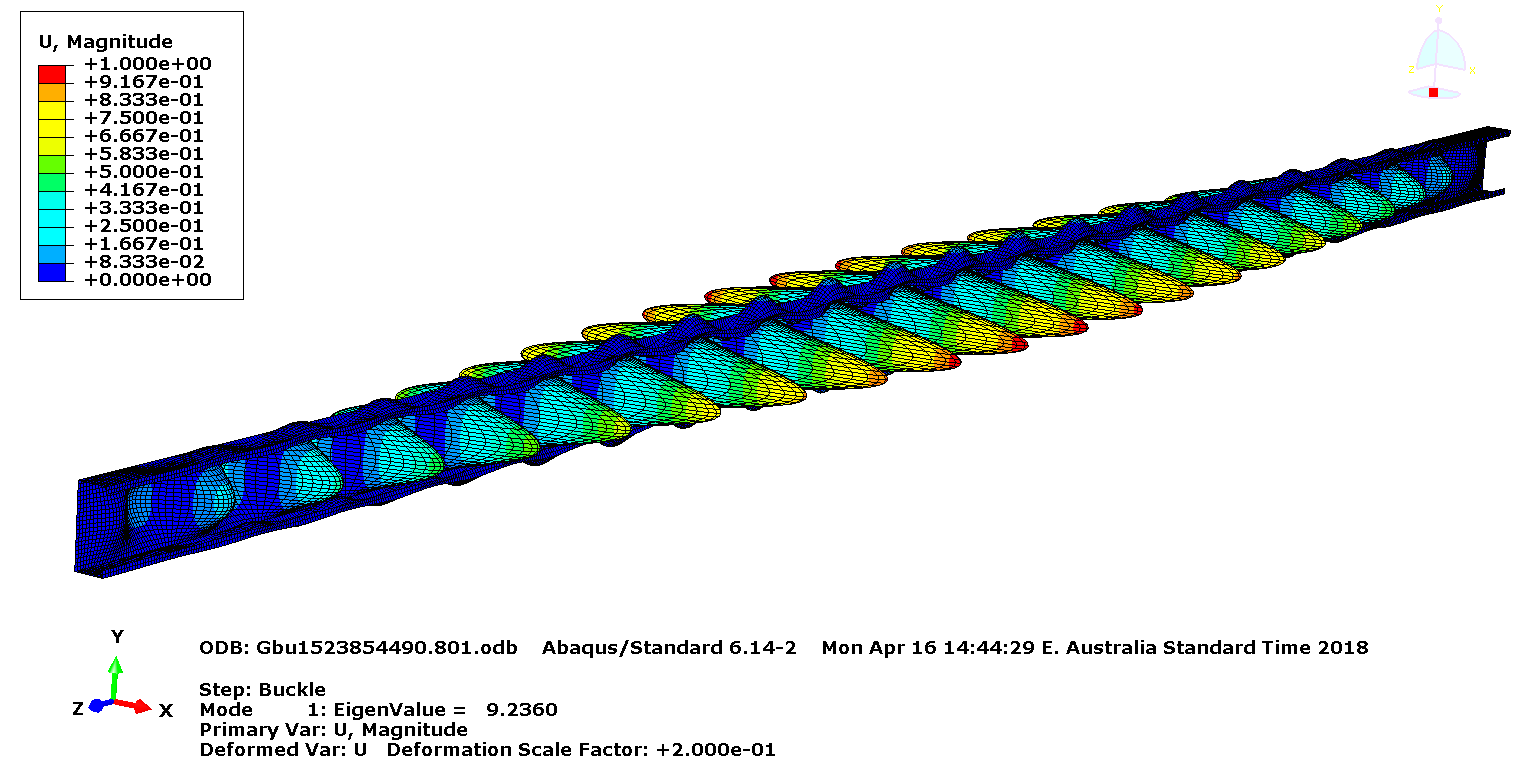 U, Magnitude
+1.000e+00
+9.167e-01
+8.333e-01
+7.500e-01
+6.667e-01
+5.833e-01
+5.000e-01
+4.167e-01
+3.333e-01
+2.500e-01
+1.667e-01
+8.333e-02
+0.000e+00
Y
Z X
Y
Z X
ODB: Gbu1523854490.801.odb Abaqus/Standard 6.14-2 Mon Apr 16 14:44:29 E. Australia Standard Time 2018
Step: Buckle
Mode 1: EigenValue = 9.2360
Primary Var: U, Magnitude
Deformed Var: U Deformation Scale Factor: +2.000e-01